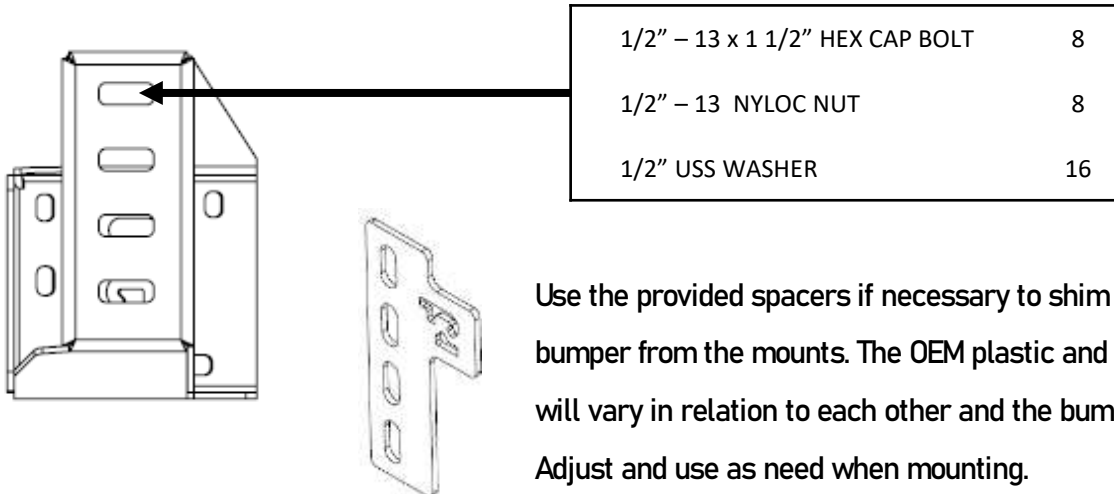 1/2” – 13 x 1 1/2” HEX CAP BOLT 8
1/2” – 13 NYLOC NUT 8
1/2” USS WASHER 16
Use the provided spacers if necessary to shim
bumper from the mounts. The OEM plastic and
will vary in relation to each other and the bum
Adjust and use as need when mounting.